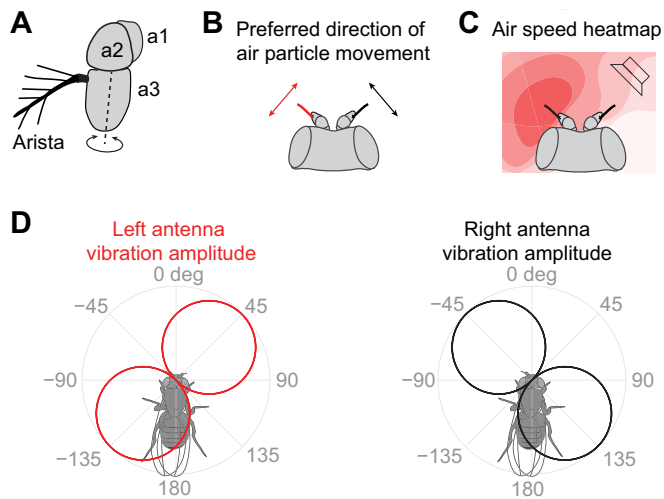 A
a1
a2
a3
Arista
B
Preferred direction of
air particle movement
C
Air speed heatmap
D
Left antenna
vibration amplitude
0 deg
−45
45
−90
90
−135
135
180
Right antenna
vibration amplitude
0 deg
−45
45
−90
90
−135
135
180